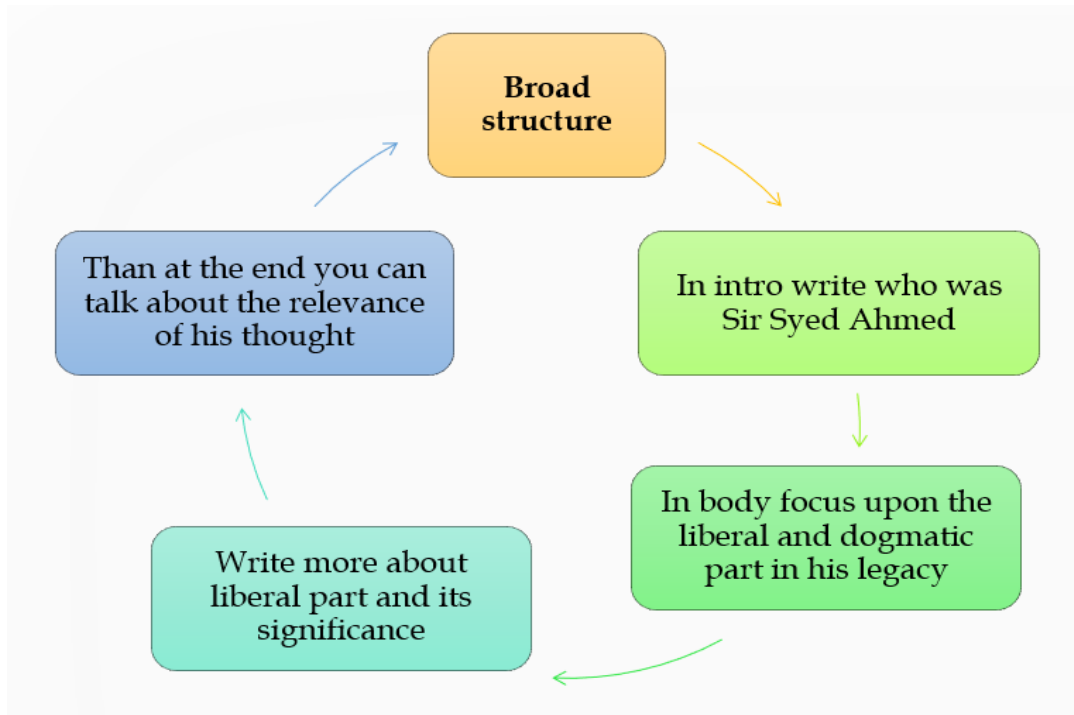 Broad
structure
In intro write who was
Sir Syed Ahmed
In body focus upon the
liberal and dogmatic
part in his legacy
Write more about
liberal part and its
significance
Than at the end you can
talk about the relevance
of his thought